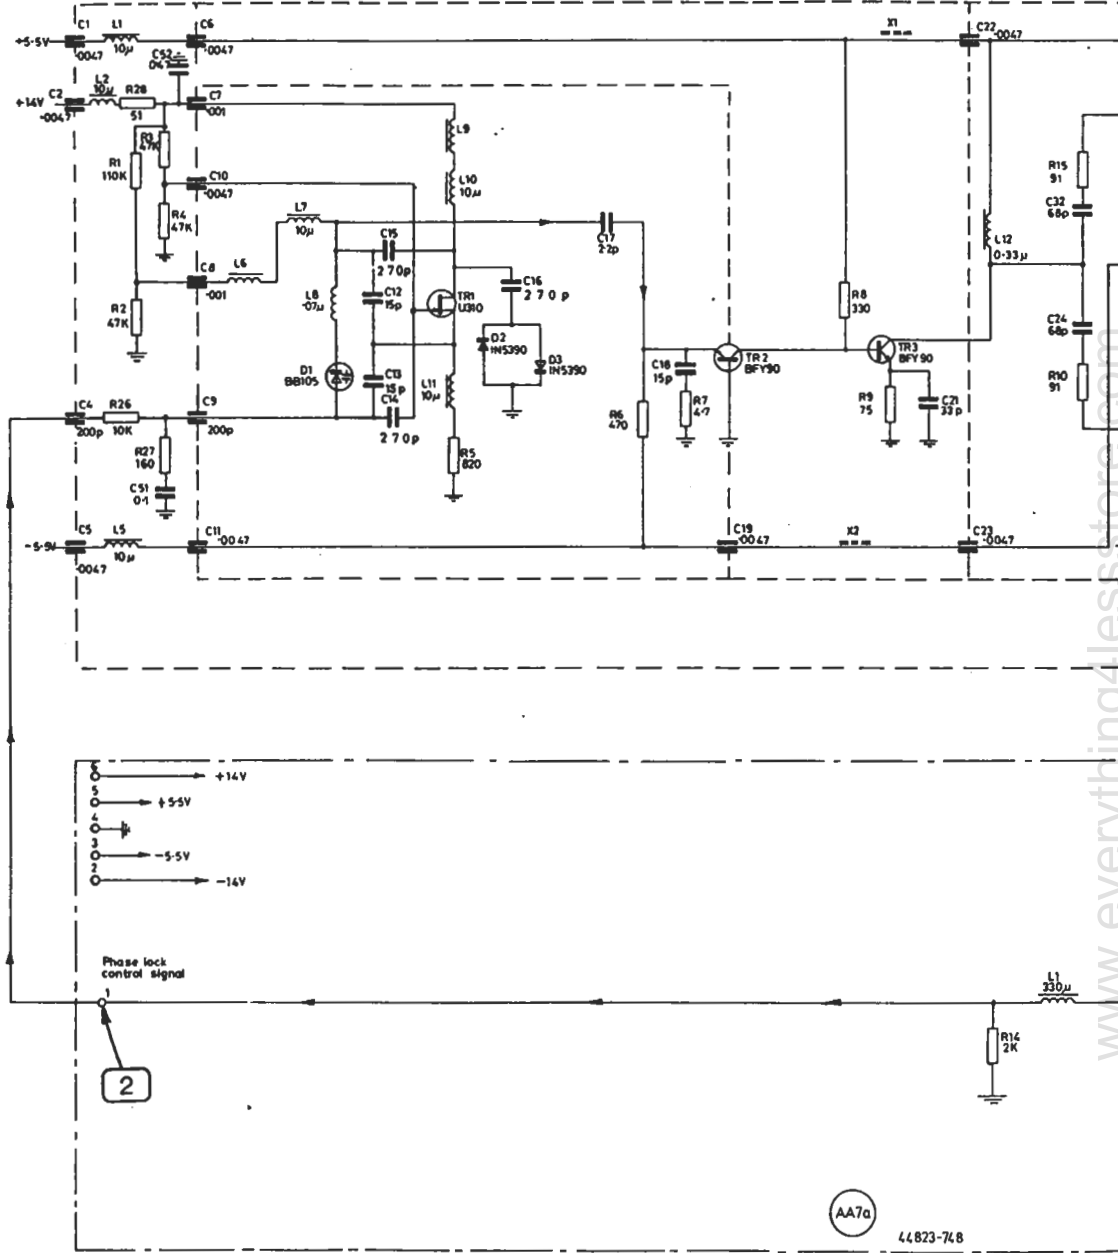 C1
L1
C6
+5·5V
·0047
10μ
·0047
X1
C22
·0047
C52
L2
10μ
R28
C2
+14V
·0047
51
C7
·001
R3
47K
R1
110K
C10
·0047
R4
47K
L9
L10
10μ
L7
10μ
C8
·001
L6
R2
47K
C15
270p
C12
15p
L8
·07μ
TR1
U310
C16
270p
C17
2·2p
D1
BB105
D2
IN5390
D3
IN5390
C13
15p
C14
270p
L11
10μ
R5
820
C4
200p
R26
10K
C9
200p
R27
160
C51
0·1
R6
470
C18
15p
R7
4·7
TR2
BFY90
R8
330
TR3
BFY90
R9
75
C21
33p
L12
0·33μ
R15
91
C32
68p
C24
68p
R10
91
C5
-5·5V
·0047
L5
10μ
C11
·0047
C19
·0047
X2
C23
·0047
6
+14V
5
+5·5V
4
3
-5·5V
2
-14V
Phase lock
control signal
1
2
L1
330μ
R14
2K
AA7a
44823-748
www.everything4lessstore.com